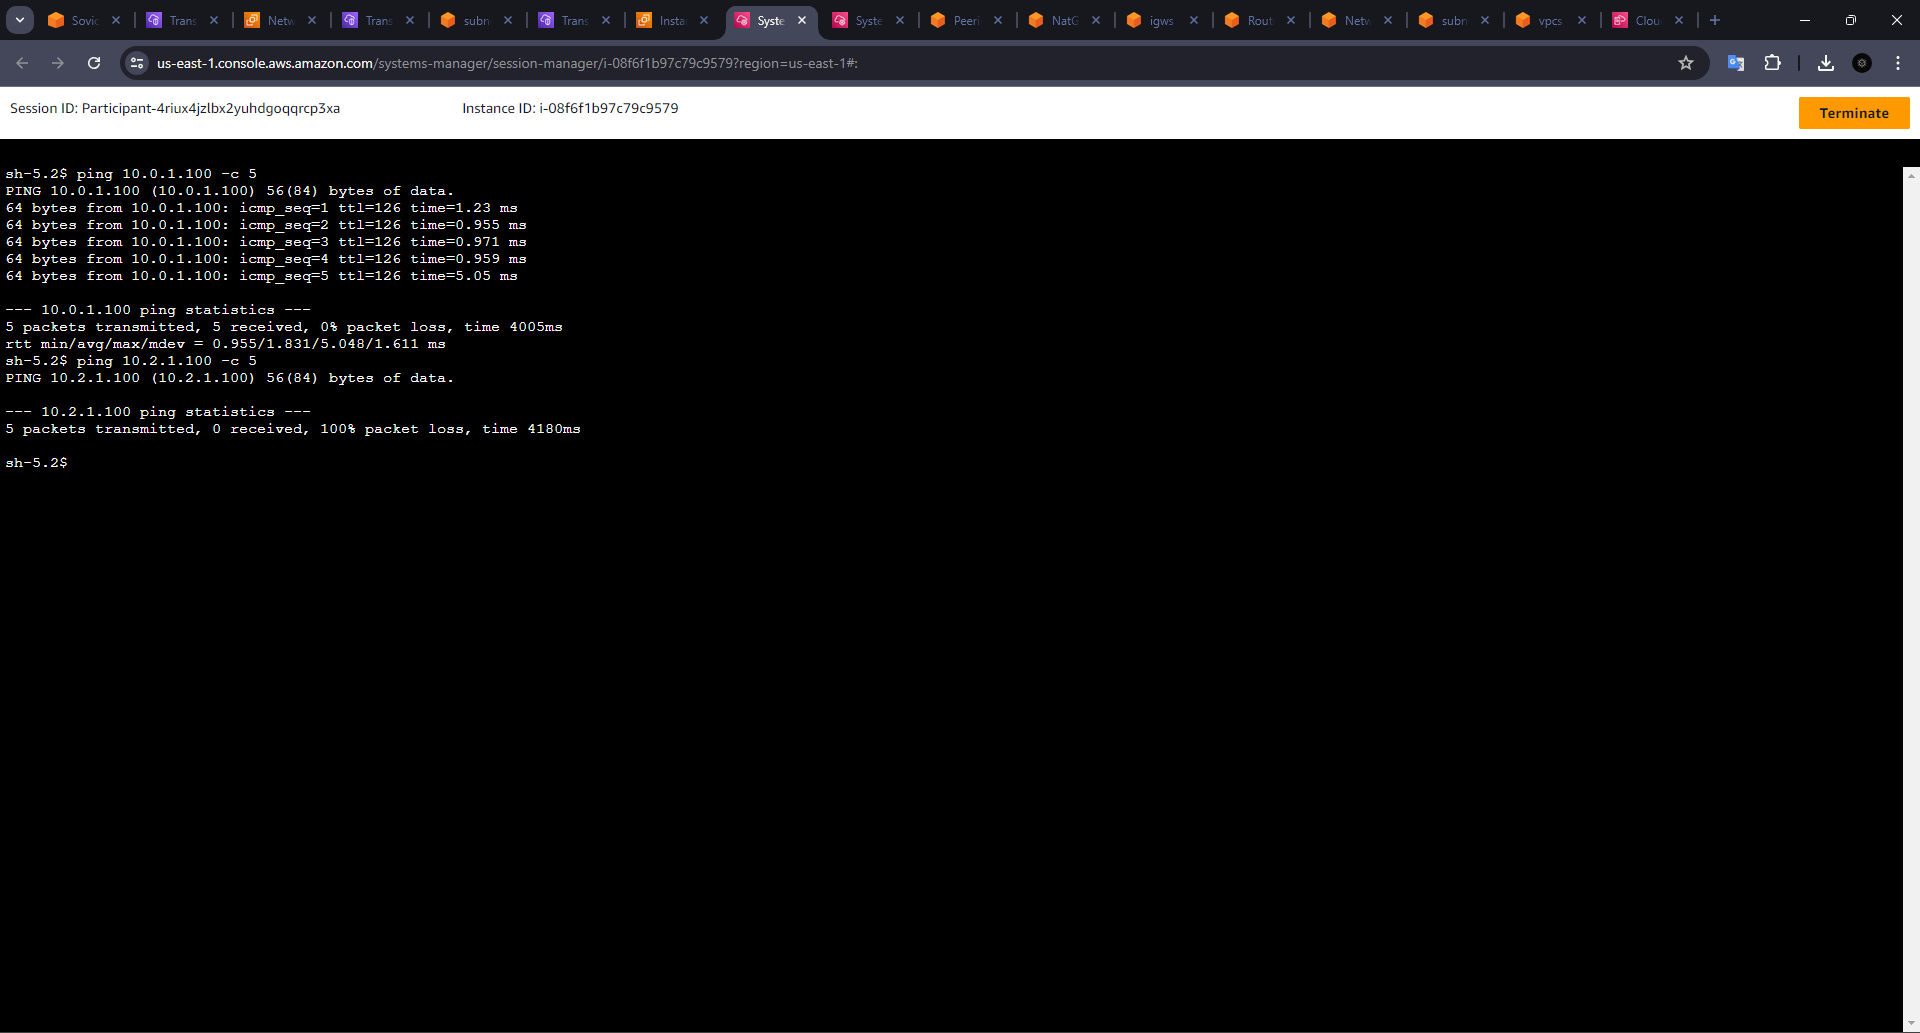 Sovic
Trans
Netw
Trans
subn
Trans
Insta
Syste
Syste
Peeri
NatG
igws
Rout
Netw
subn
vpcs
Clou
us-east-1.console.aws.amazon.com/systems-manager/session-manager/i-08f6f1b97c79c9579?region=us-east-1#:
Session ID: Participant-4riux4jzlbx2yuhdgoqqrcp3xa
Instance ID: i-08f6f1b97c79c9579
Terminate
sh-5.2$ ping 10.0.1.100 -c 5
PING 10.0.1.100 (10.0.1.100) 56(84) bytes of data.
64 bytes from 10.0.1.100: icmp_seq=1 ttl=126 time=1.23 ms
64 bytes from 10.0.1.100: icmp_seq=2 ttl=126 time=0.955 ms
64 bytes from 10.0.1.100: icmp_seq=3 ttl=126 time=0.971 ms
64 bytes from 10.0.1.100: icmp_seq=4 ttl=126 time=0.959 ms
64 bytes from 10.0.1.100: icmp_seq=5 ttl=126 time=5.05 ms
--- 10.0.1.100 ping statistics ---
5 packets transmitted, 5 received, 0% packet loss, time 4005ms
rtt min/avg/max/mdev = 0.955/1.831/5.048/1.611 ms
sh-5.2$ ping 10.2.1.100 -c 5
PING 10.2.1.100 (10.2.1.100) 56(84) bytes of data.
--- 10.2.1.100 ping statistics ---
5 packets transmitted, 0 received, 100% packet loss, time 4180ms
sh-5.2$